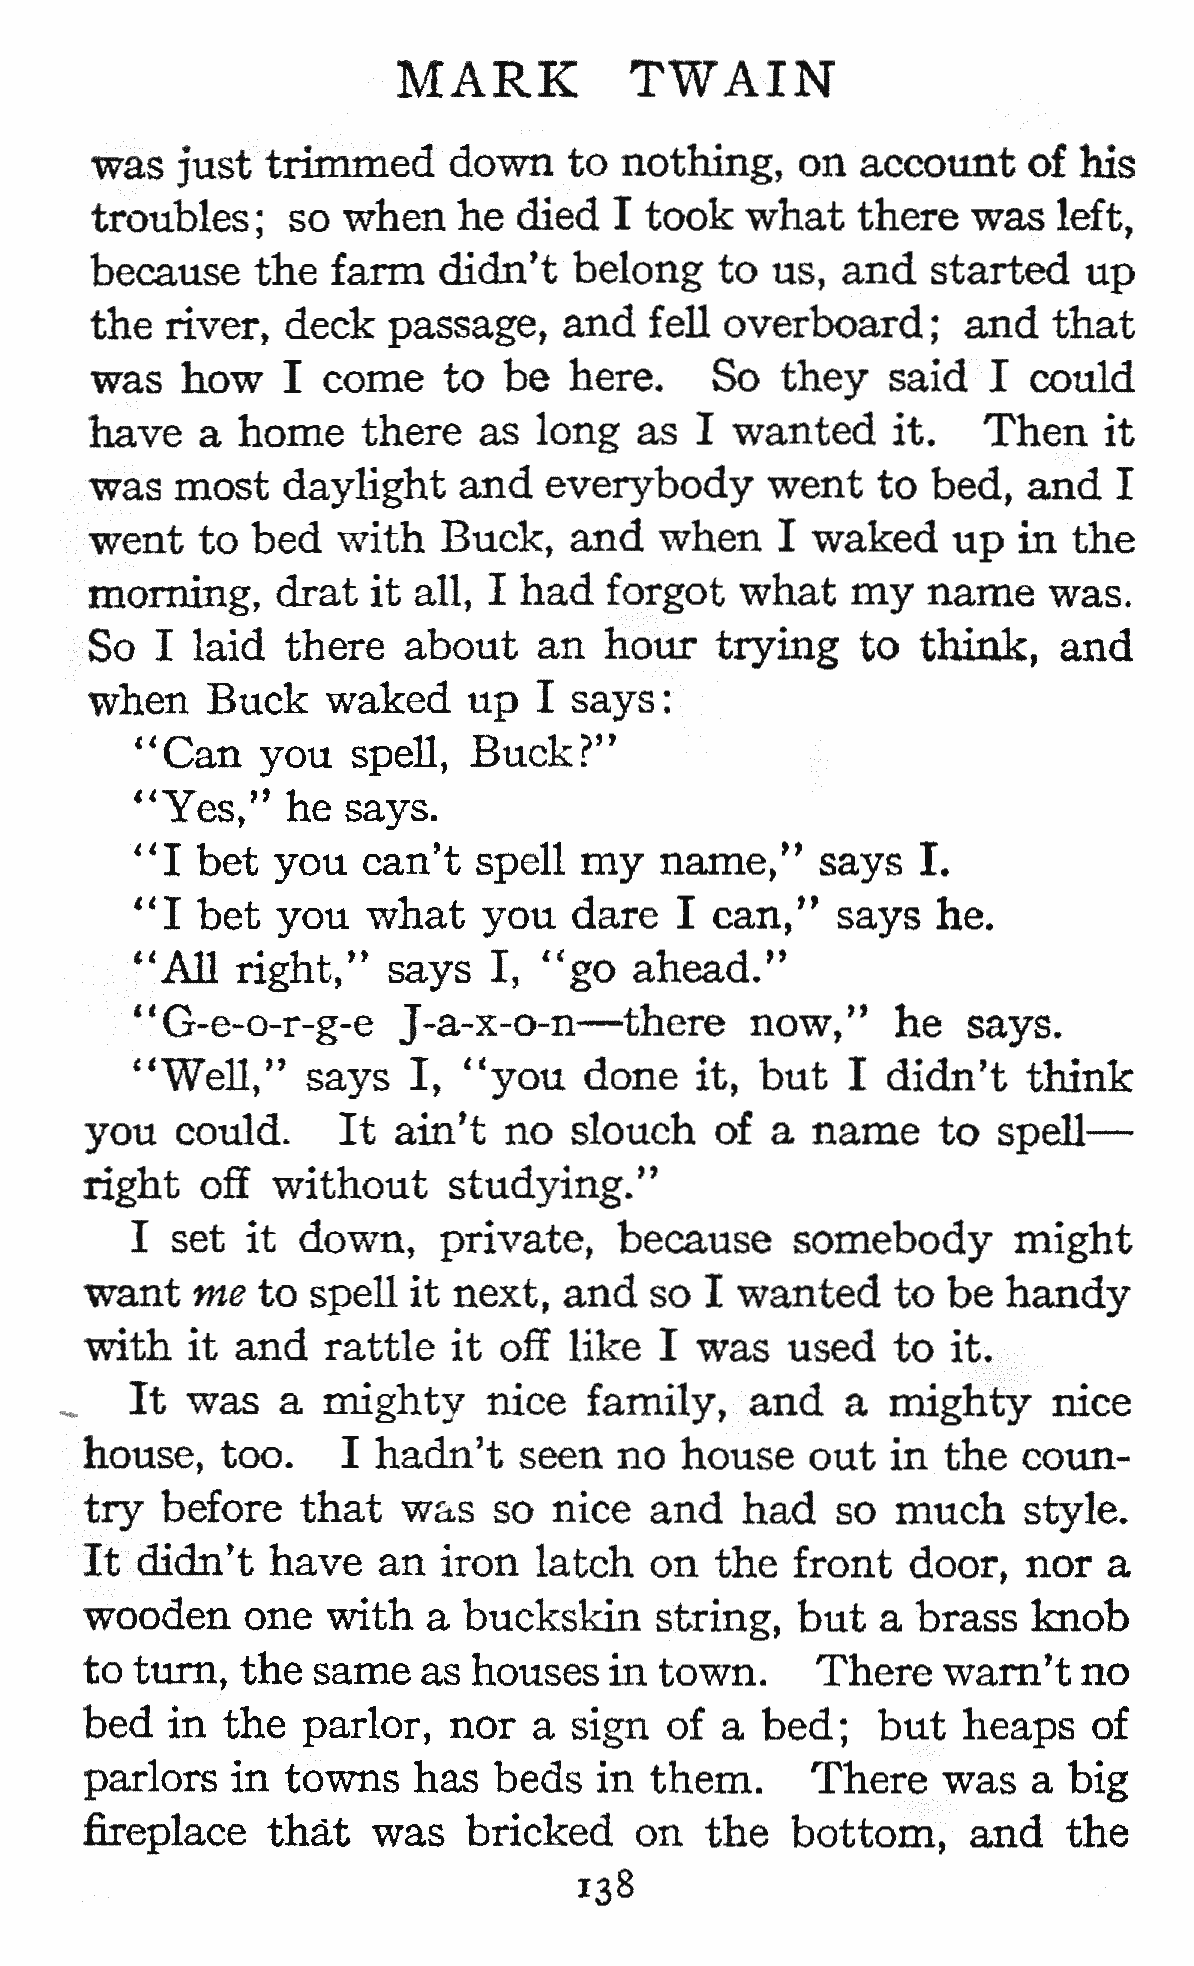 MARK TWAIN
was just trimmed down to nothing, on account of his
troubles; so when he died I took what there was left,
because the farm didn't belong to us, and started up
the river, deck passage, and fell overboard; and that
was how I come to be here. So they said I could
have a home there as long as I wanted it. Then it
was most daylight and everybody went to bed, and I
went to bed with Buck, and when I waked up in the
morning, drat it all, I had forgot what my name was.
So I laid there about an hour trying to think, and
when Buck waked up I says:
"Can you spell, Buck?"
"Yes," he says.
"I bet you can't spell my name," says I.
"I bet you what you dare I can," says he.
"All right," says I, "go ahead."
"G-e-o-r-g-e J-a-x-o-n—there now," he says.
"Well," says I, "you done it, but I didn't think
you could. It ain't no slouch of a name to spell—
right off without studying."
I set it down, private, because somebody might
want me to spell it next, and so I wanted to be handy
with it and rattle it off like I was used to it.
It was a mighty nice family, and a mighty nice
house, too. I hadn't seen no house out in the coun-
try before that was so nice and had so much style.
It didn't have an iron latch on the front door, nor a
wooden one with a buckskin string, but a brass knob
to turn, the same as houses in town. There warn't no
bed in the parlor, nor a sign of a bed; but heaps of
parlors in towns has beds in them. There was a big
fireplace that was bricked on the bottom, and the
138